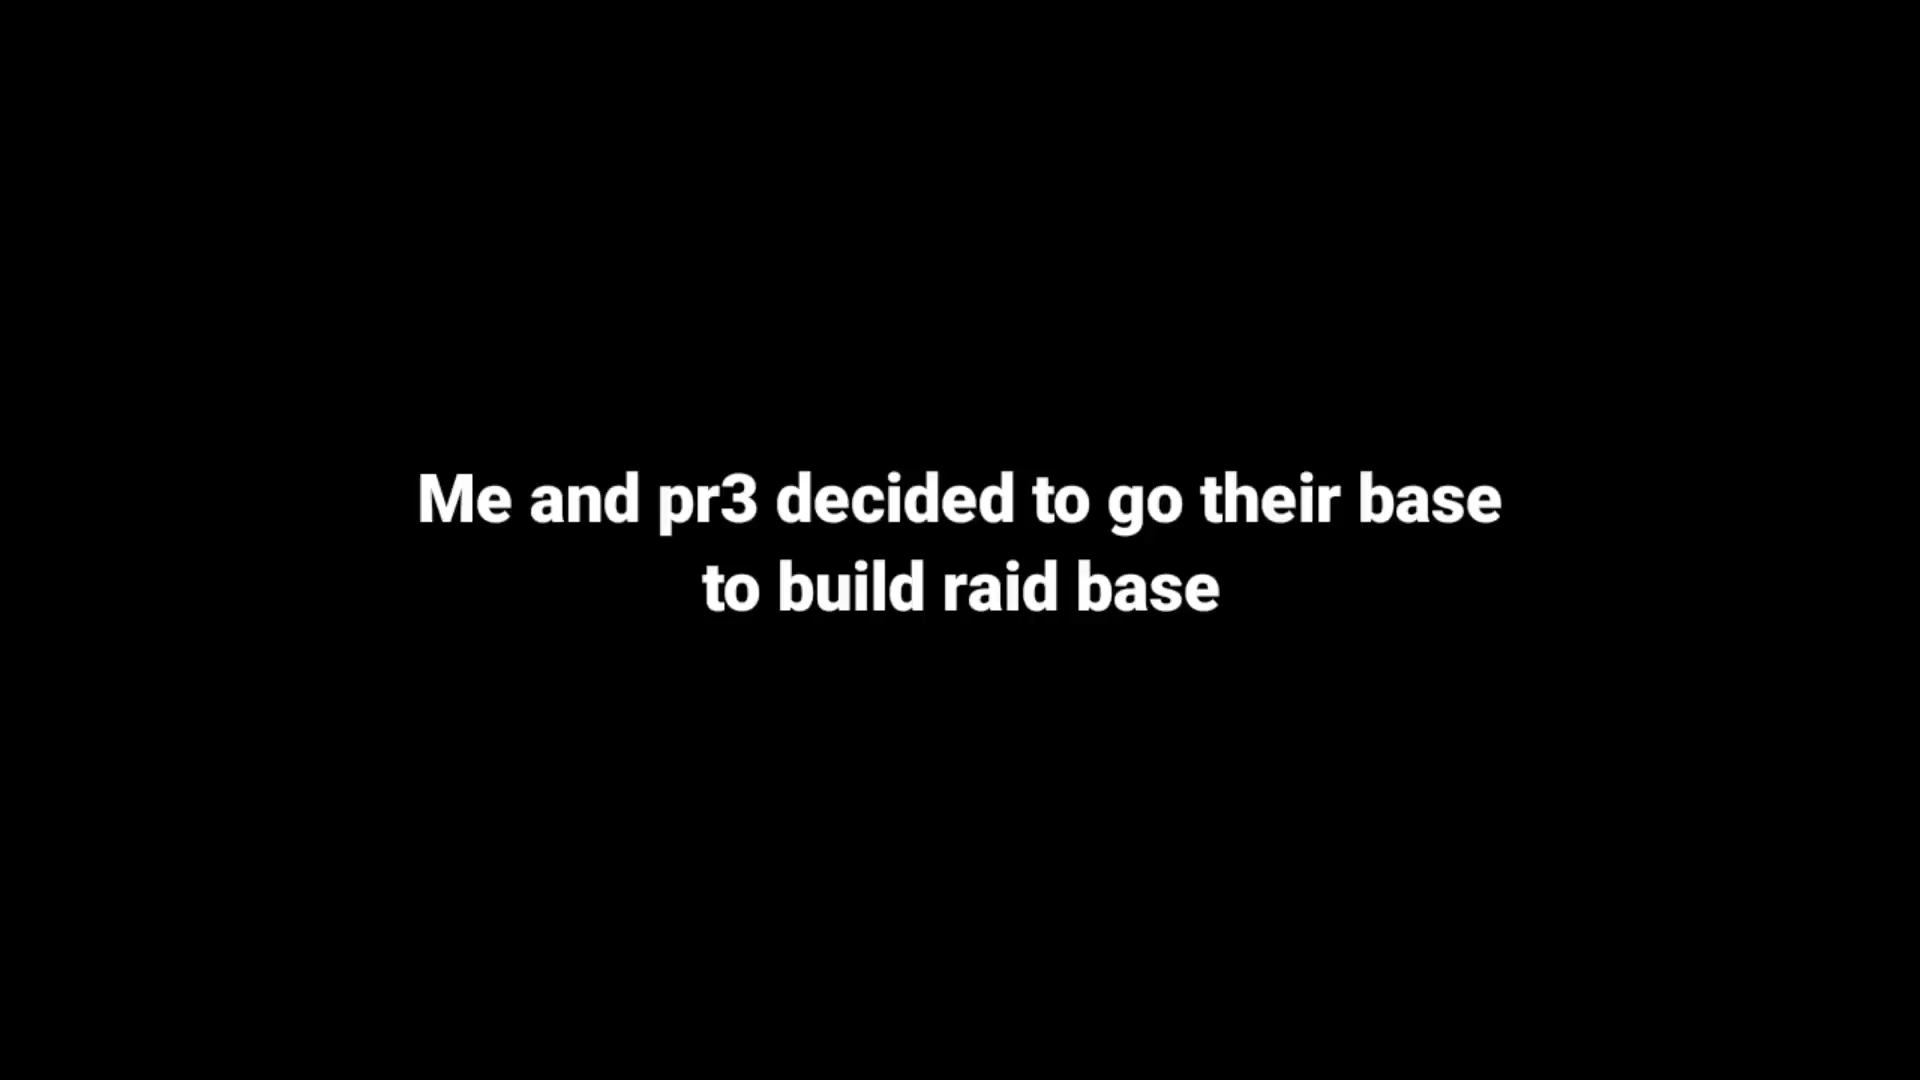 Me and pr3 decided to go their base
to build raid base